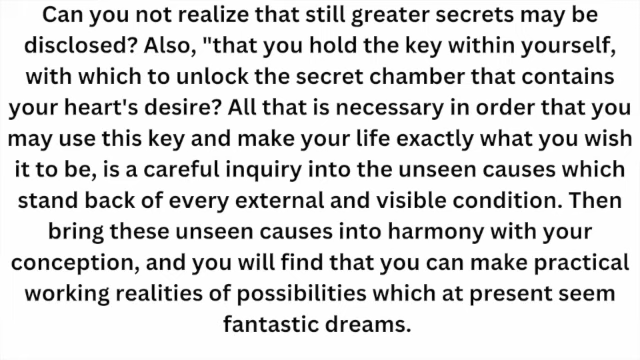 Can you not realize that still greater secrets may be
disclosed? Also, "that you hold the key within yourself,
with which to unlock the secret chamber that contains
your heart's desire? All that is necessary in order that you
may use this key and make your life exactly what you wish
it to be, is a careful inquiry into the unseen causes which
stand back of every external and visible condition. Then
bring these unseen causes into harmony with your
conception, and you will find that you can make practical
working realities of possibilities which at present seem
fantastic dreams.